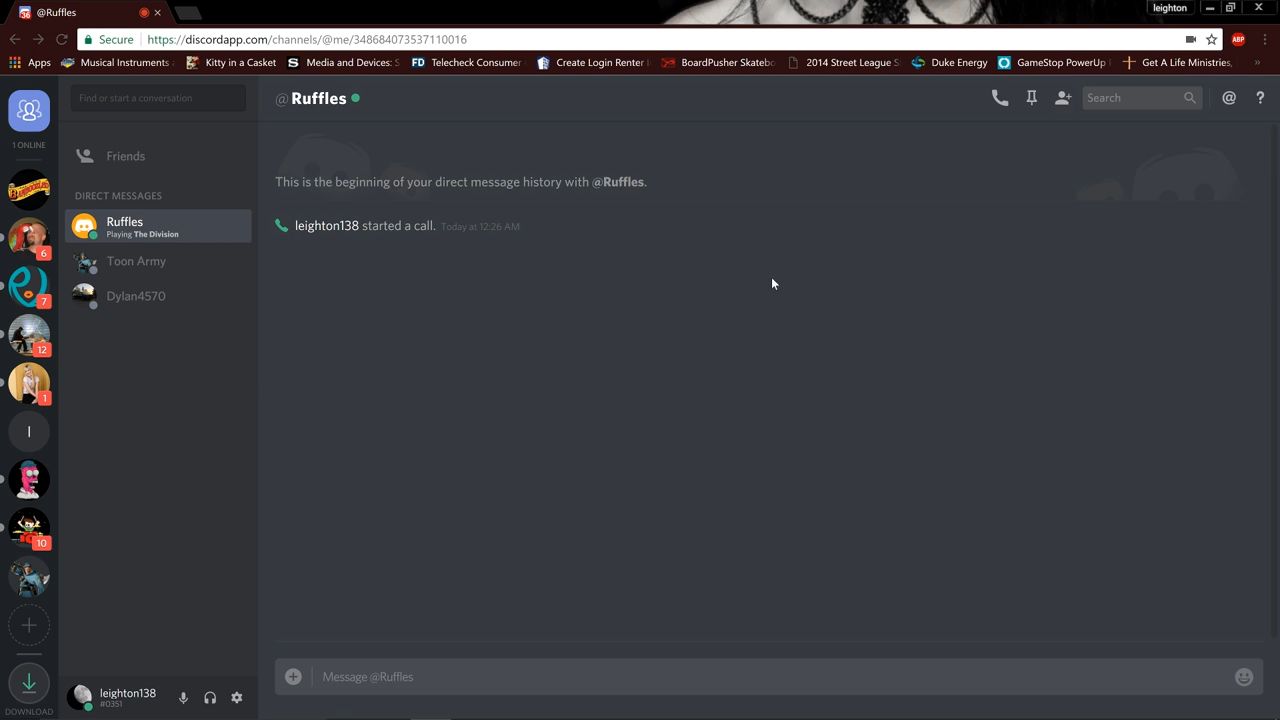 @Ruffles
leighton
Secure https://discordapp.com/channels/@me/348684073537110016
ABP
Apps Musical Instruments Kitty in a Casket Media and Devices: S Telecheck Consumer Create Login Renter BoardPusher Skateb 2014 Street League S Duke Energy GameStop PowerUp Get A Life Ministries, »
Find or start a conversation
@Ruffles
Search
@ ?
1 ONLINE
Friends
This is the beginning of your direct message history with @Ruffles.
DIRECT MESSAGES
Ruffles
Playing The Division
leighton138 started a call. Today at 12:26 AM
6
Toon Army
7
Dylan4570
12
1
I
10
Message @Ruffles
leighton138
#0351
DOWNLOAD